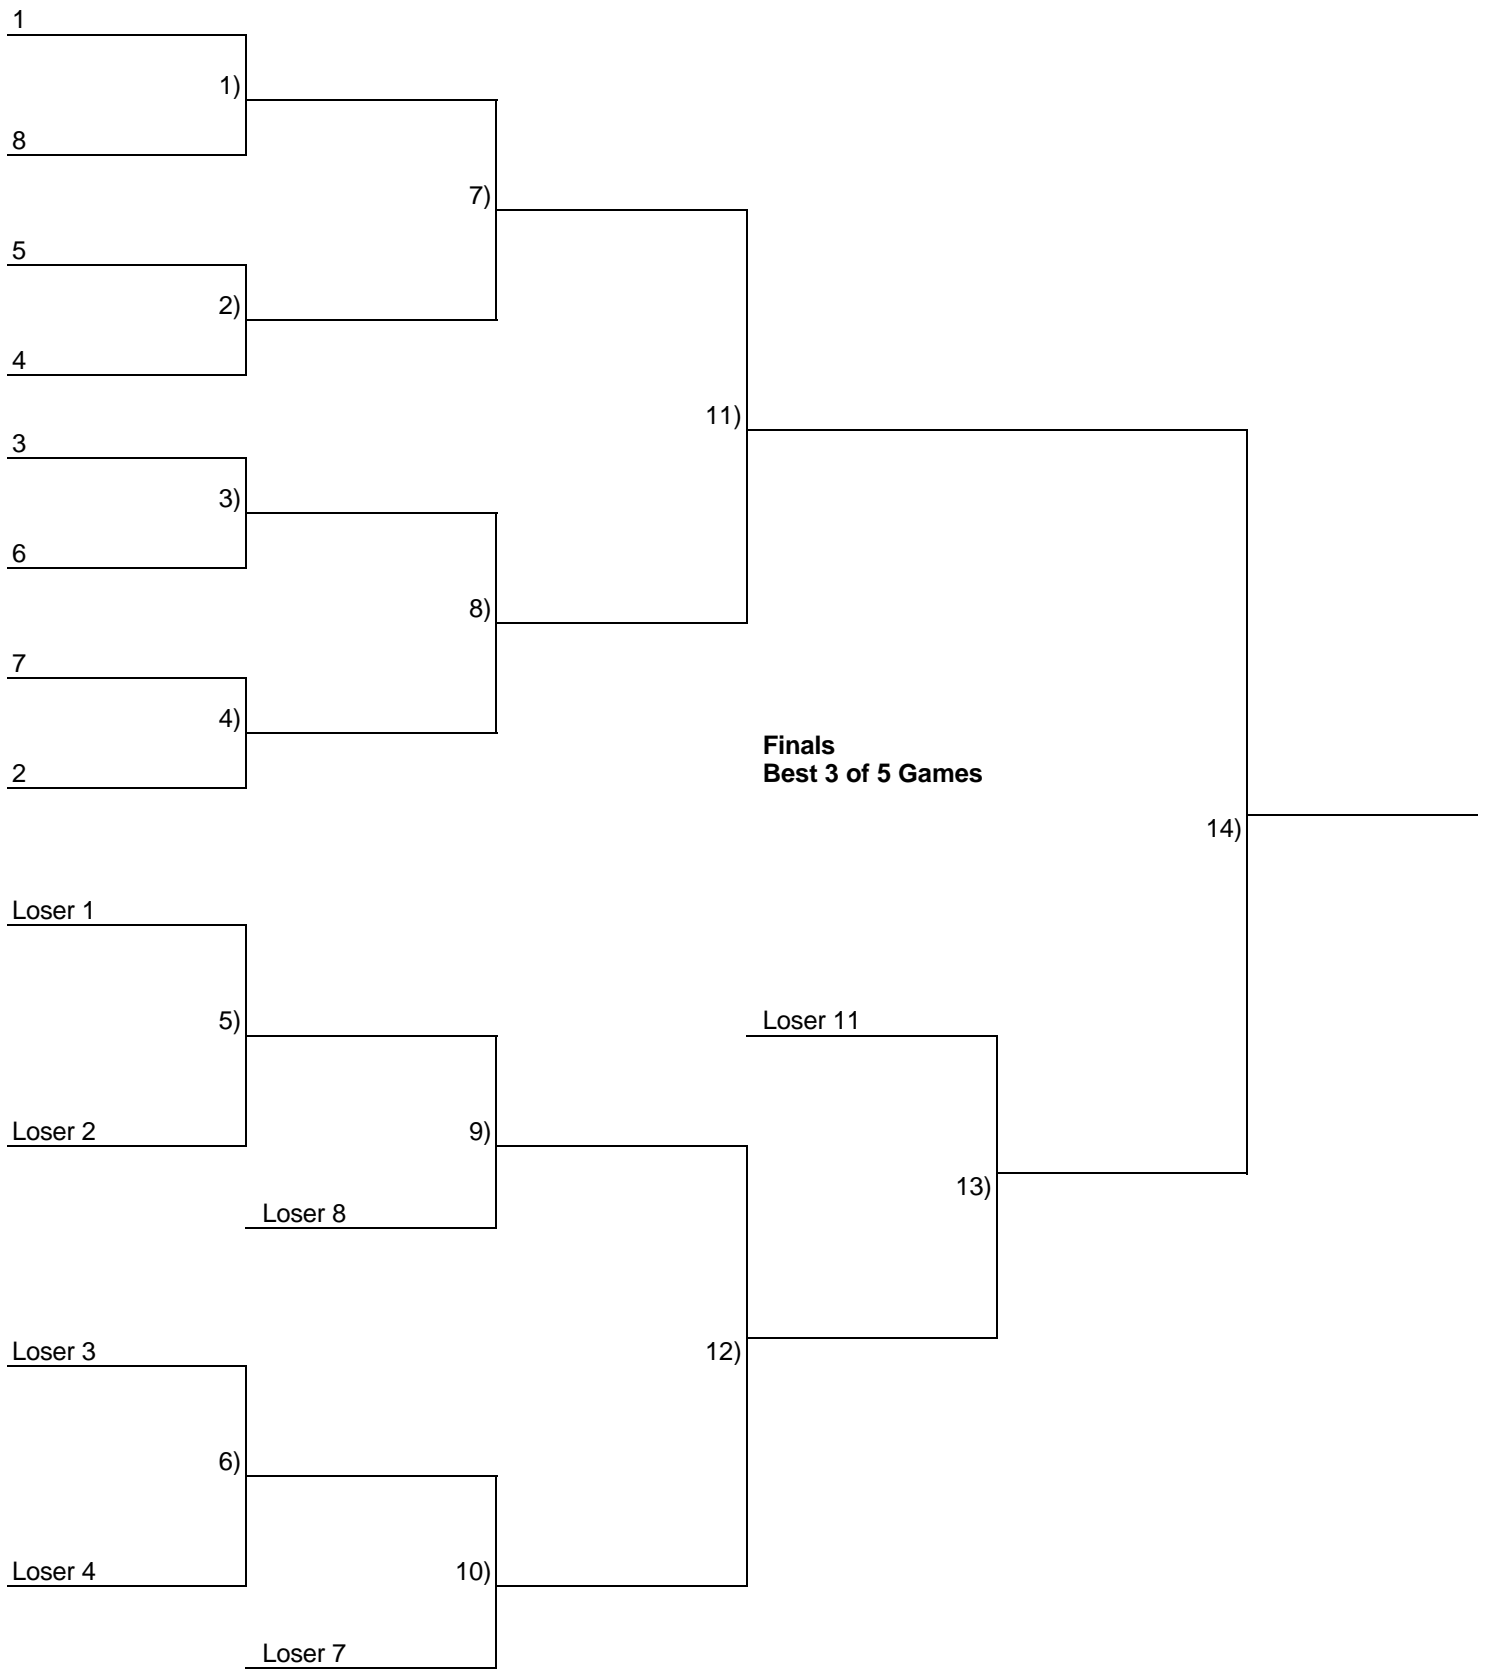 1
1)
8
7)
5
2)
4
11)
3
3)
6
8)
7
4)
2
Finals
Best 3 of 5 Games
14)
Loser 1
5)
Loser 11
Loser 2
9)
13)
Loser 8
Loser 3
12)
6)
Loser 4
10)
Loser 7